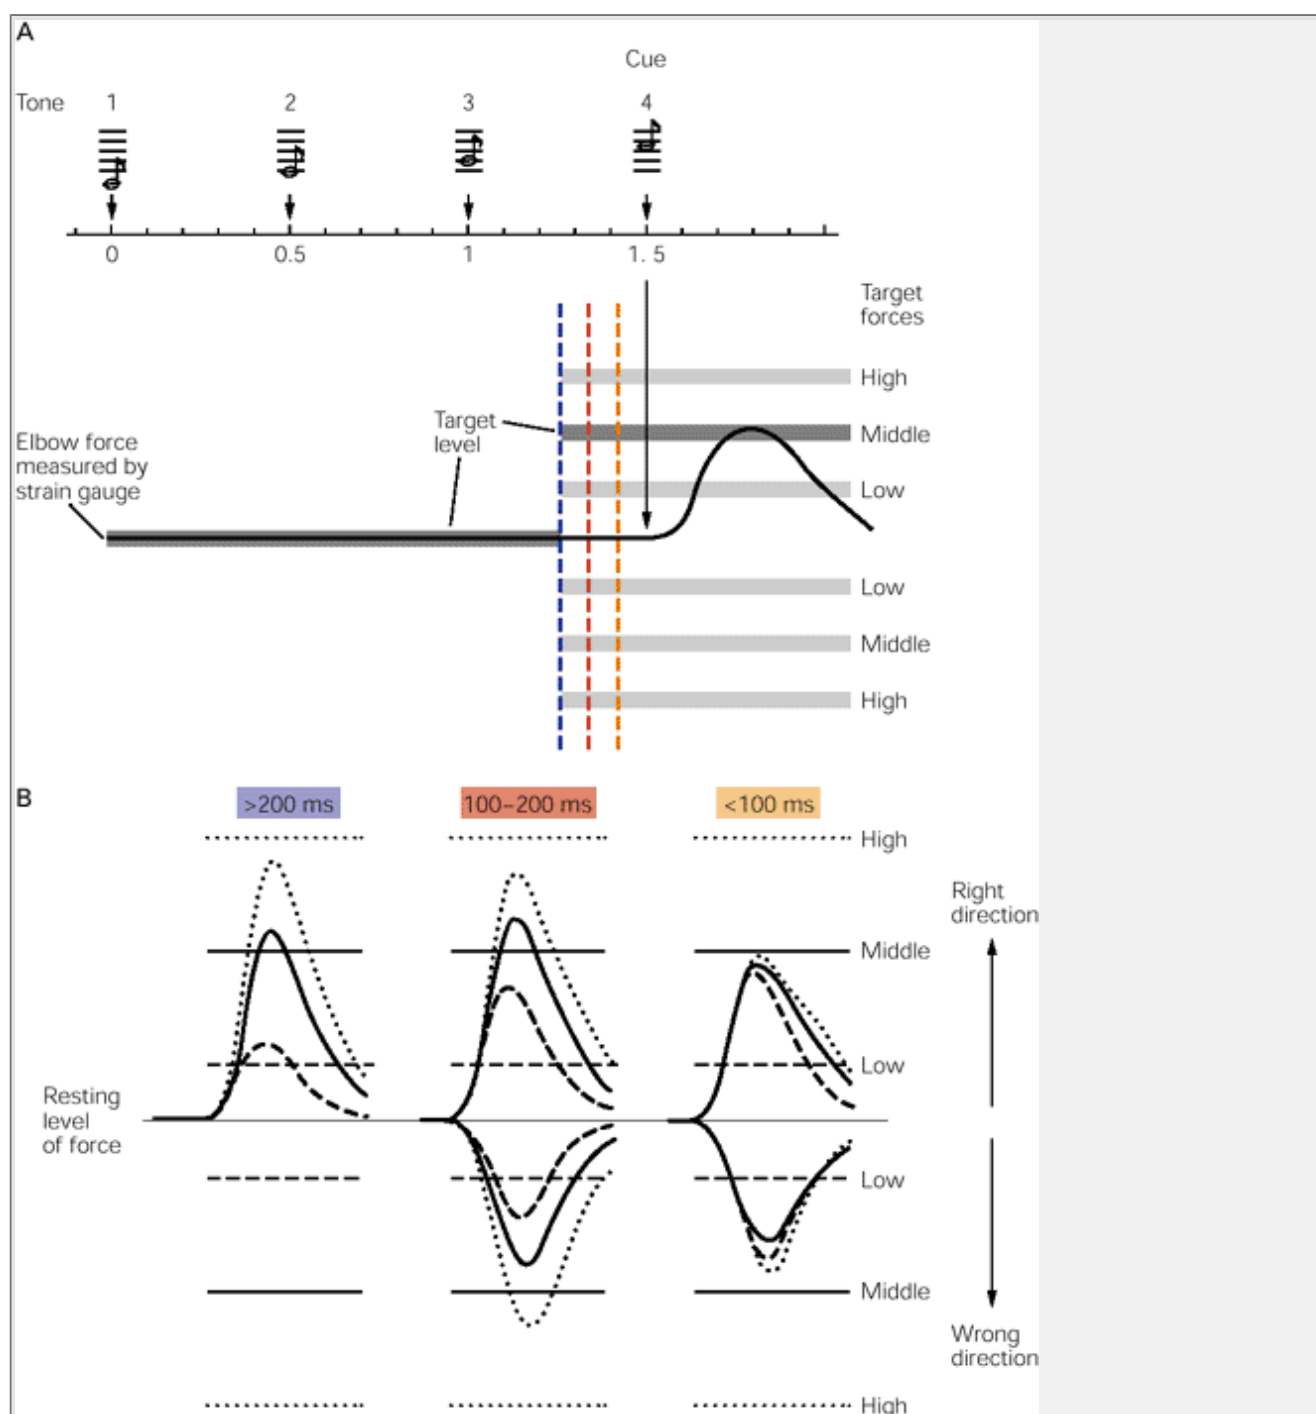 A
Cue
Tone 1 2 3 4
0 0.5 1 1. 5
Target
forces
High
Target
level
Middle
Elbow force
measured by
strain gauge
Low
Low
Middle
High
B
>200 ms 100–200 ms <100 ms
High
Right
direction
Middle
Low
Resting
level
of force
Low
Middle
Wrong
direction
High